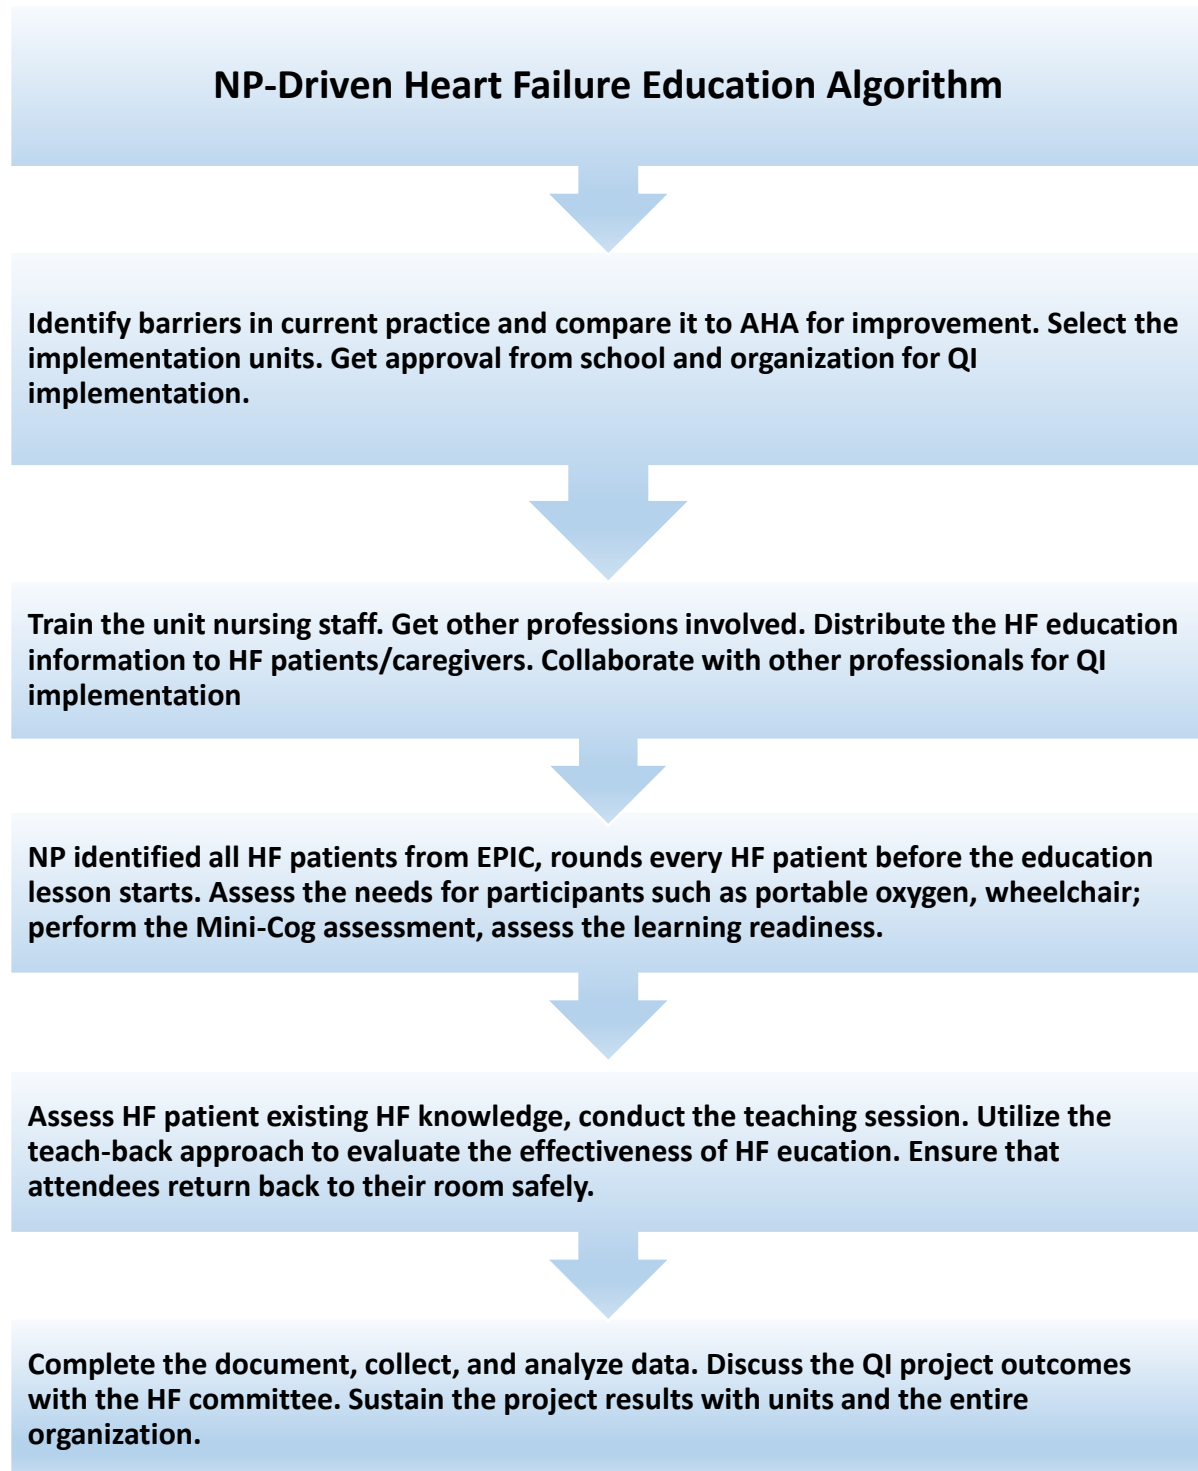 NP-Driven Heart Failure Education Algorithm
Identify barriers in current practice and compare it to AHA for improvement. Select the
implementation units. Get approval from school and organization for QI
implementation.
Train the unit nursing staff. Get other professions involved. Distribute the HF education
information to HF patients/caregivers. Collaborate with other professionals for QI
implementation
NP identified all HF patients from EPIC, rounds every HF patient before the education
lesson starts. Assess the needs for participants such as portable oxygen, wheelchair;
perform the Mini-Cog assessment, assess the learning readiness.
Assess HF patient existing HF knowledge, conduct the teaching session. Utilize the
teach-back approach to evaluate the effectiveness of HF eucation. Ensure that
attendees return back to their room safely.
Complete the document, collect, and analyze data. Discuss the QI project outcomes
with the HF committee. Sustain the project results with units and the entire
organization.